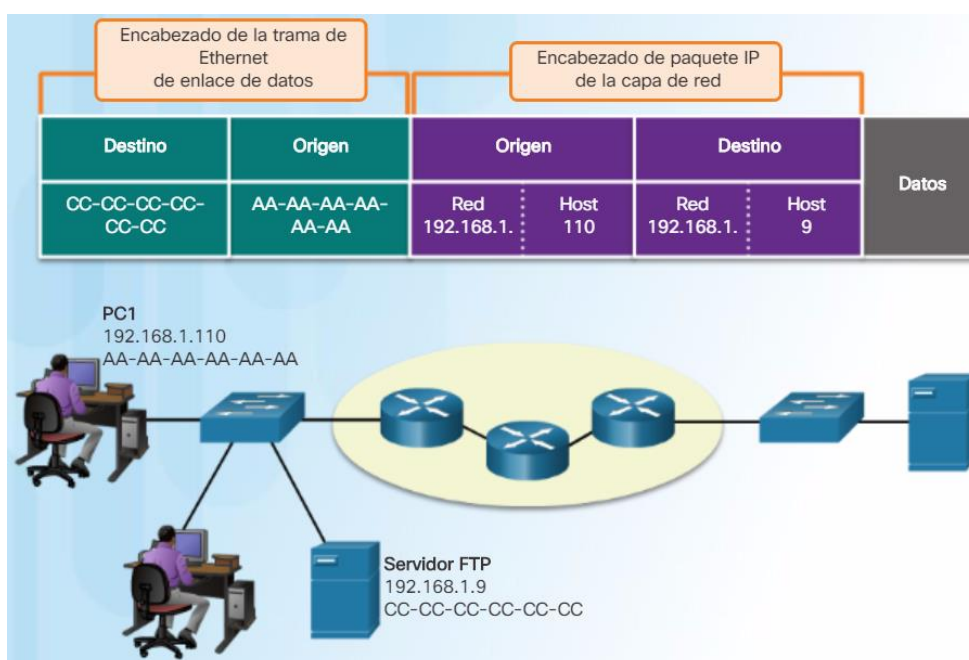 Encabezado de la trama de
Ethernet
de enlace de datos
Encabezado de paquete IP
de la capa de red
Destino
Origen
Origen
Destino
Datos
CC-CC-CC-CC-
CC-CC
AA-AA-AA-AA-
AA-AA
Red
192.168.1.
Host
110
Red
192.168.1.
Host
9
PC1
192.168.1.110
AA-AA-AA-AA-AA-AA
Servidor FTP
192.168.1.9
CC-CC-CC-CC-CC-CC